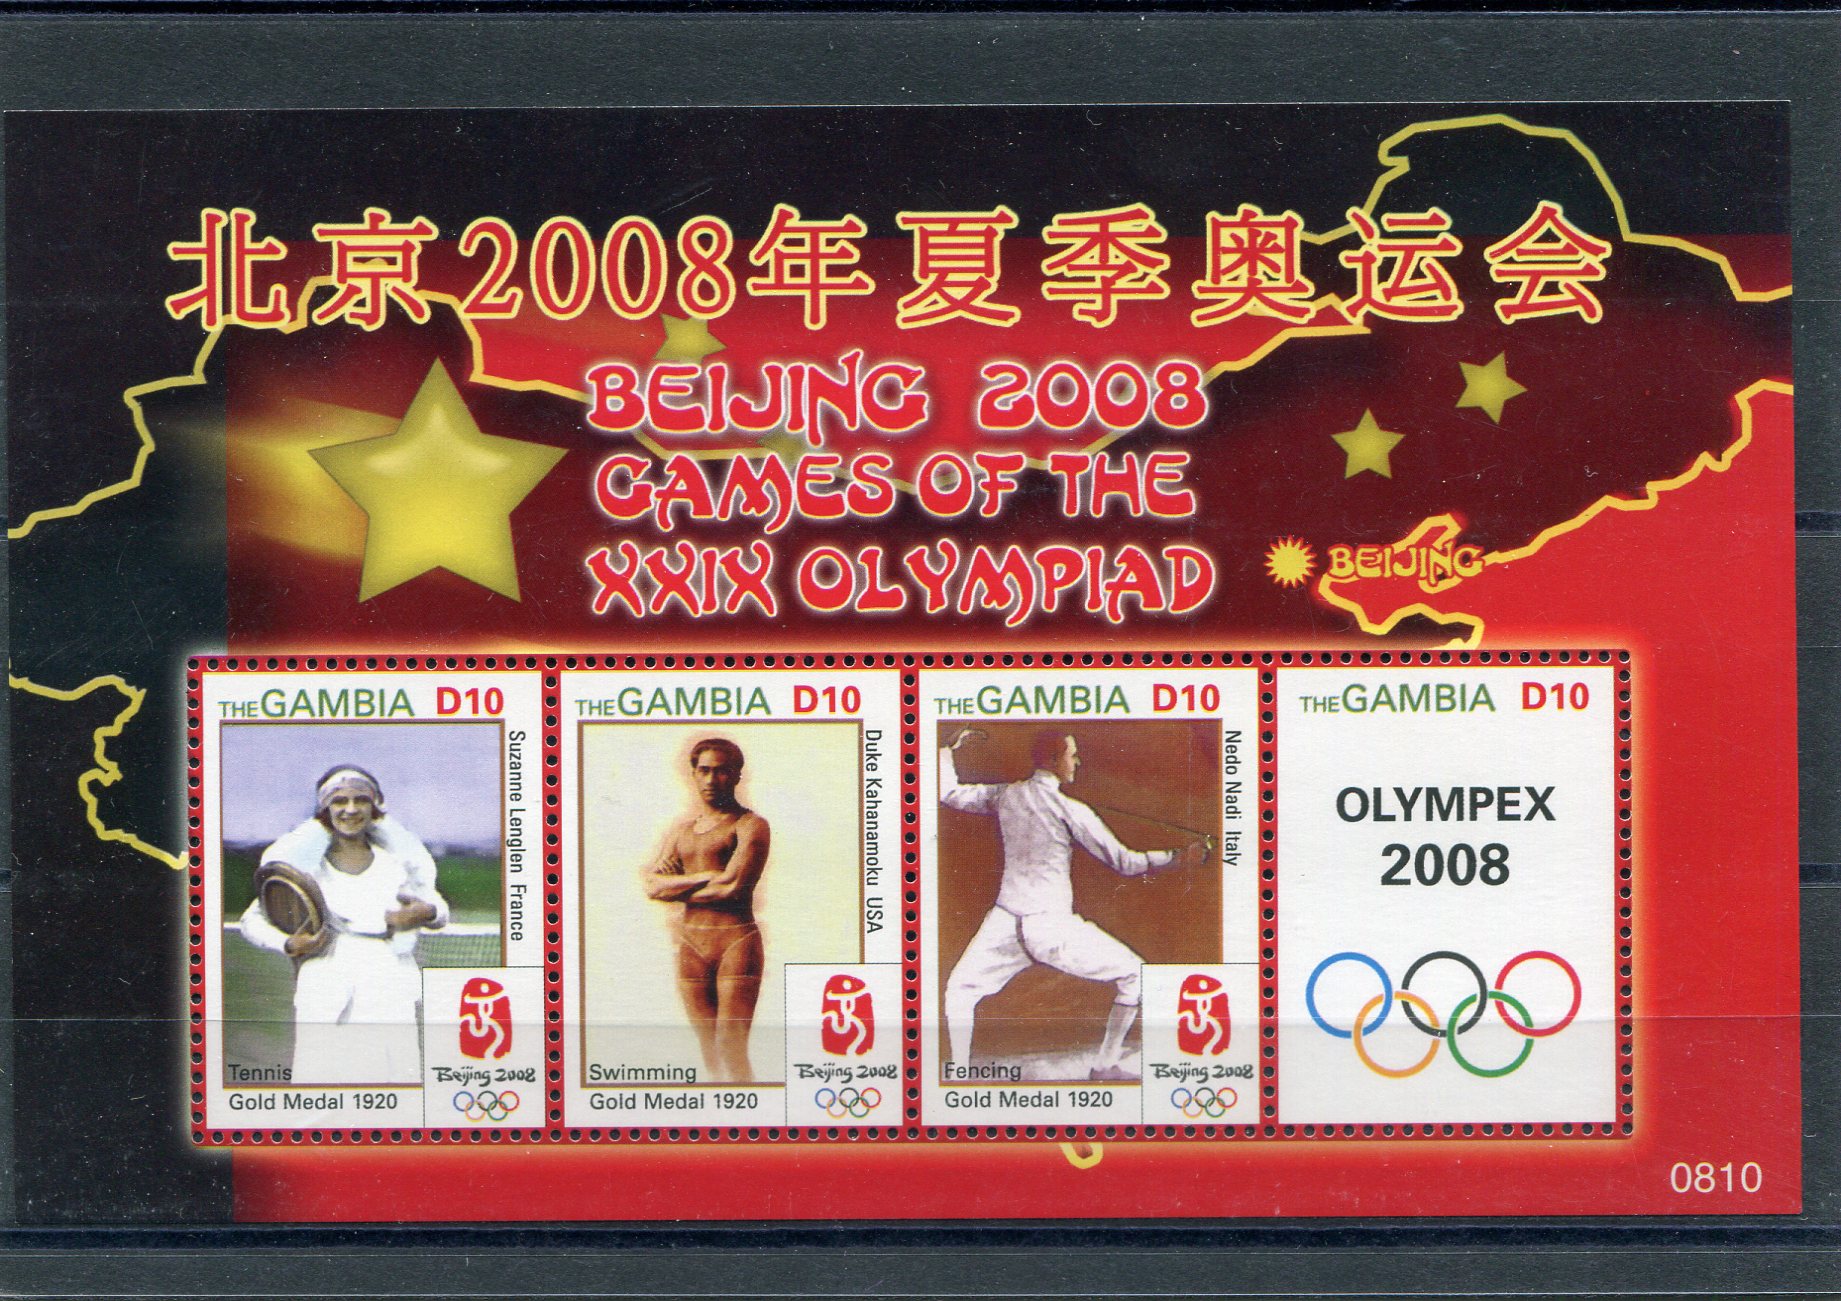 北京2008年夏季奥运会
BEIJING 2008
GAMES OF THE
XXIX OLYMPIAD
BEIJING
THE GAMBIA D10
Suzanne Lenglen France
Tennis
Gold Medal 1920
Beijing 2008
THE GAMBIA D10
Duke Kahanamoku USA
Swimming
Gold Medal 1920
Beijing 2008
THE GAMBIA D10
Nedo Nadi Italy
Fencing
Gold Medal 1920
Beijing 2008
THE GAMBIA D10
OLYMPEX
2008
0810